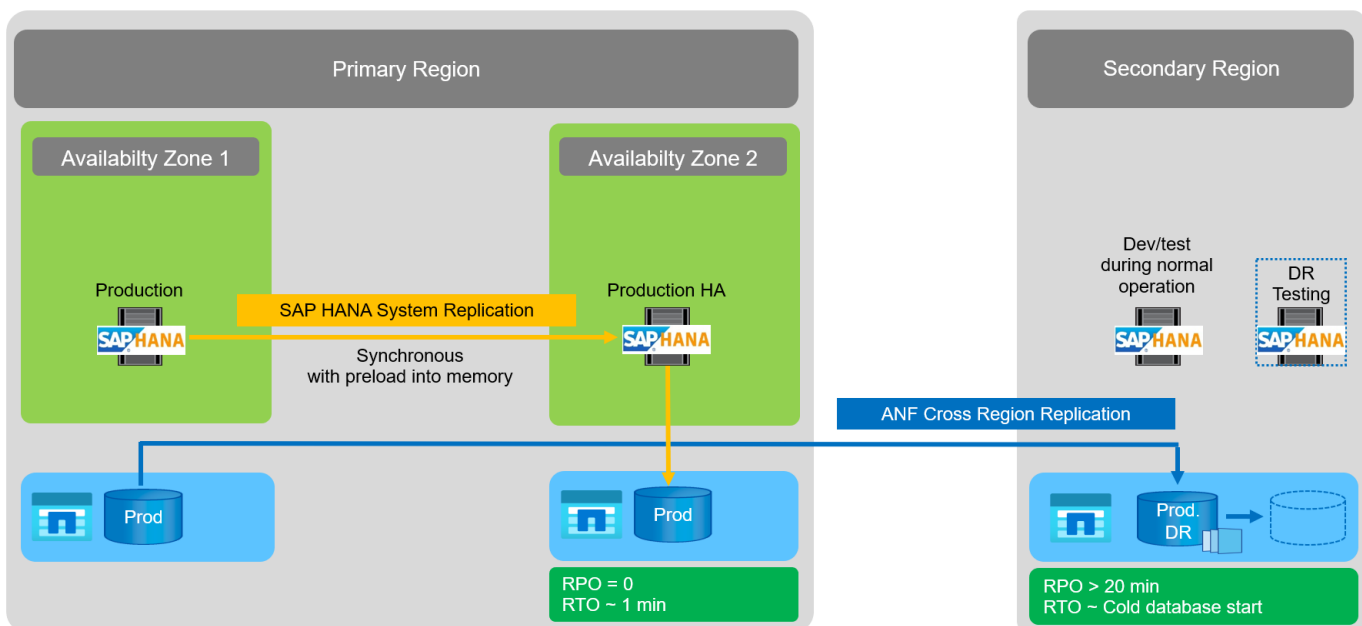 Primary Region
Secondary Region
Availabilty Zone 1
Availabilty Zone 2
Production
SAP HANA System Replication
Production HA
Dev/test
during normal
operation
DR
Testing
SAP HANA
Synchronous
with preload into memory
SAP HANA
SAP HANA
SAP HANA
ANF Cross Region Replication
Prod
Prod
Prod.
DR
RPO = 0
RTO ~ 1 min
RPO > 20 min
RTO ~ Cold database start